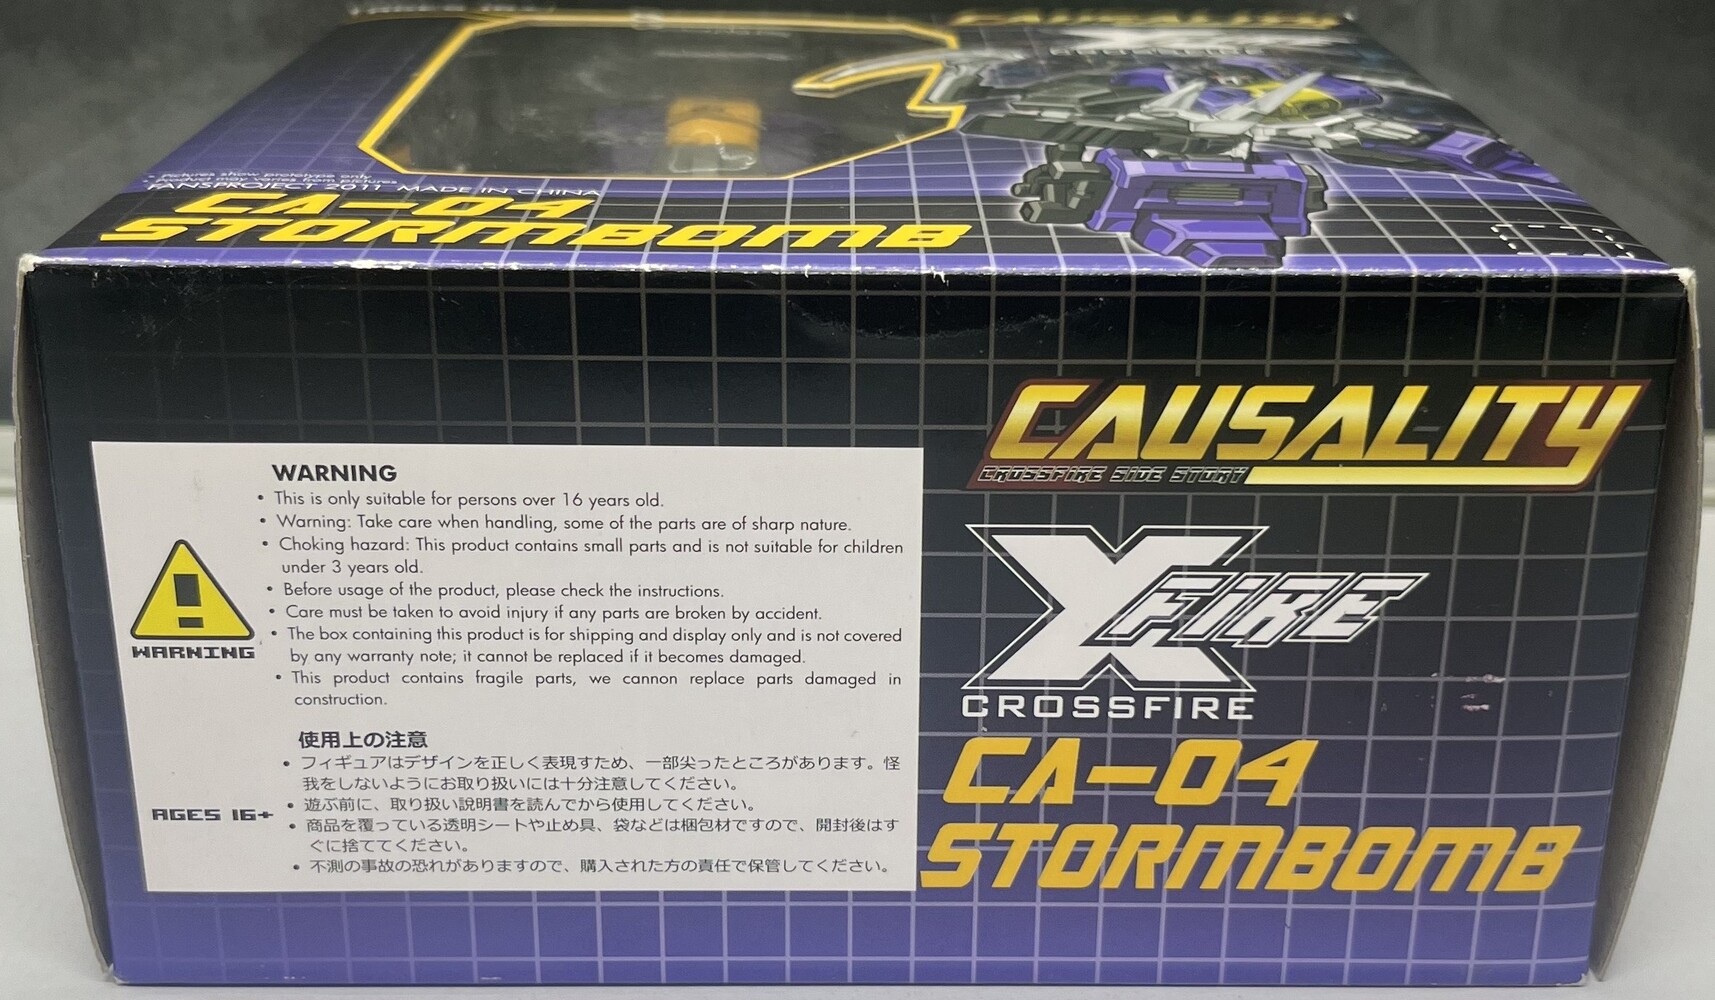 CAUSALITY
CROSSFIRE
• Pictures show prototype only.
• Product may varies from pictures
FANSPROJECT 2011 MADE IN CHINA
CA-04
STORMBOMB
CAUSALITY
CROSSFIRE SIDE STORY
XFIRE
CROSSFIRE
CA-04
STORMBOMB
WARNING
• This is only suitable for persons over 16 years old.
• Warning: Take care when handling, some of the parts are of sharp nature.
• Choking hazard: This product contains small parts and is not suitable for children
under 3 years old.
• Before usage of the product, please check the instructions.
• Care must be taken to avoid injury if any parts are broken by accident.
• The box containing this product is for shipping and display only and is not covered
by any warranty note; it cannot be replaced if it becomes damaged.
• This product contains fragile parts, we cannon replace parts damaged in
construction.
WARNING
使用上の注意
• フィギュアはデザインを正しく表現すため、一部尖ったところがあります。怪
我をしないようにお取り扱いには十分注意してください。
• 遊ぶ前に、取り扱い説明書を読んでから使用してください。
• 商品を覆っている透明シートや止め具、袋などは梱包材ですので、開封後はす
ぐに捨ててください。
• 不測の事故の恐れがありますので、購入された方の責任で保管してください。
AGES 16+